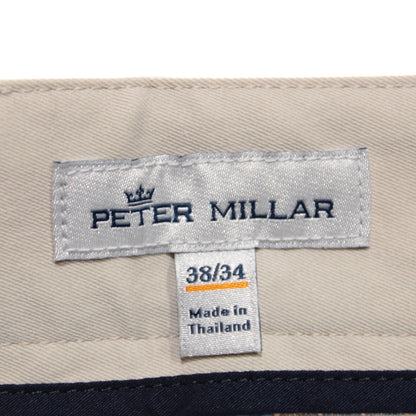 PETER MILLAR
38/34
Made in
Thailand